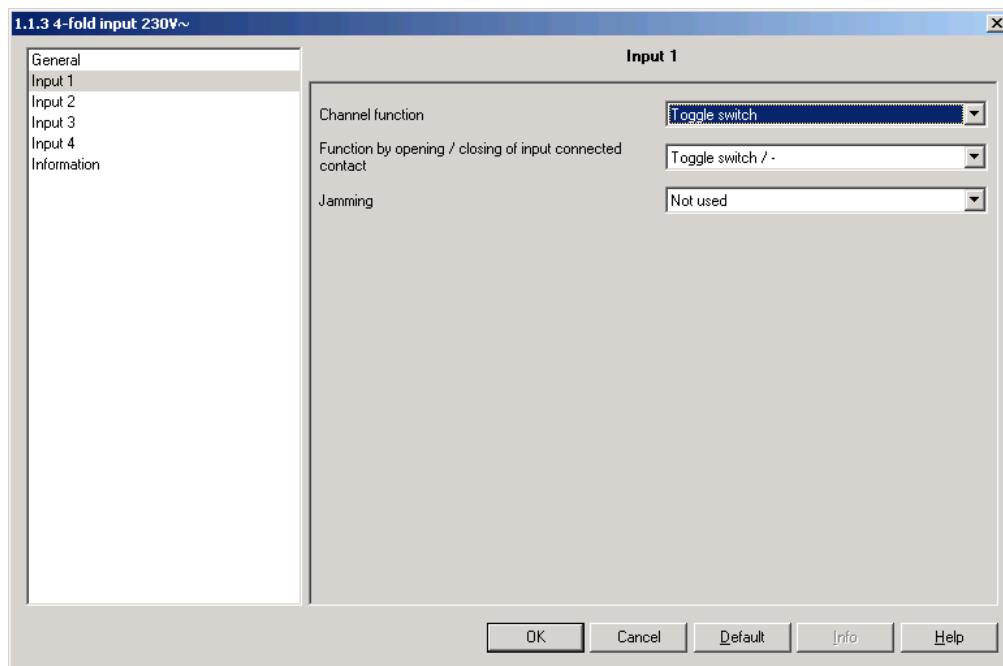 1.1.3 4-fold input 230V~
General
Input 1
Input 2
Input 3
Input 4
Information
Input 1
Channel function
Toggle switch
Function by opening / closing of input connected
contact
Toggle switch / -
Jamming
Not used
OK
Cancel
Default
Info
Help